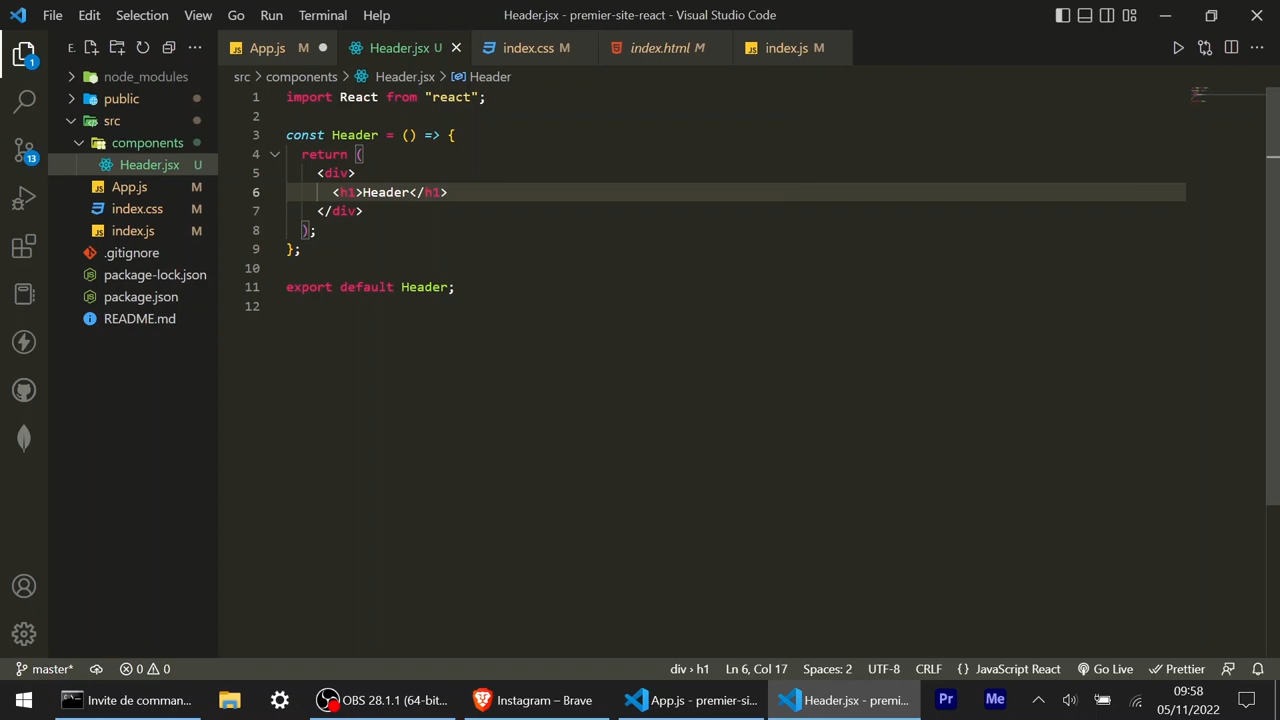 File Edit Selection View Go Run Terminal Help
Header.jsx - premier-site-react - Visual Studio Code
E.
App.js M
Header.jsx U
index.css M
index.html M
index.js M
src > components > Header.jsx > Header
node_modules
public
src
components
Header.jsx U
App.js M
index.css M
index.js M
.gitignore
package-lock.json
package.json
README.md
1 import React from "react";
2
3 const Header = () => {
4 return (
5 <div>
6 <h1>Header</h1>
7 </div>
8 );
9 };
10
11 export default Header;
12
1
13
master* 0 0 div › h1 Ln 6, Col 17 Spaces: 2 UTF-8 CRLF {} JavaScript React Go Live Prettier
Invite de comman...
OBS 28.1.1 (64-bit...
Instagram – Brave
App.js - premier-si...
Header.jsx - premi...
Pr
Me
09:58
05/11/2022